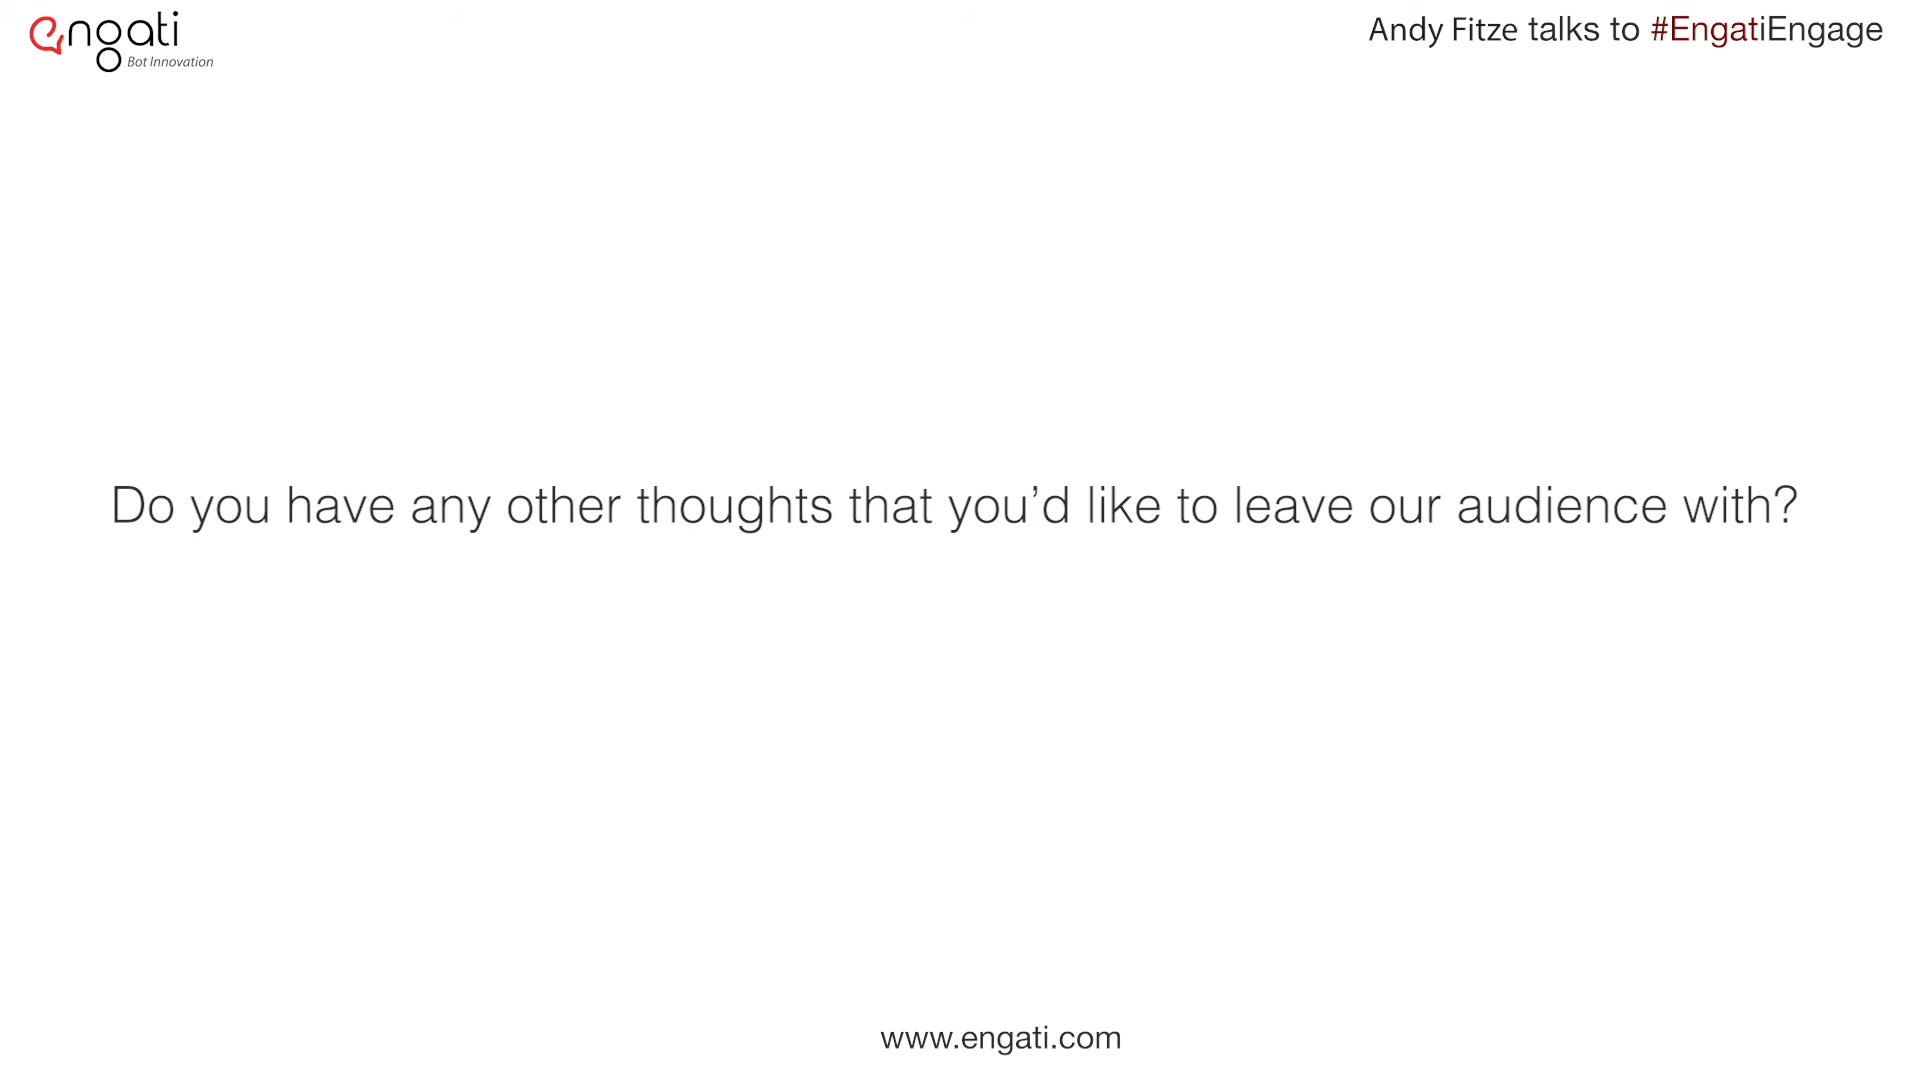 engati
Bot Innovation
Andy Fitze talks to #EngatiEngage
Do you have any other thoughts that you’d like to leave our audience with?
www.engati.com